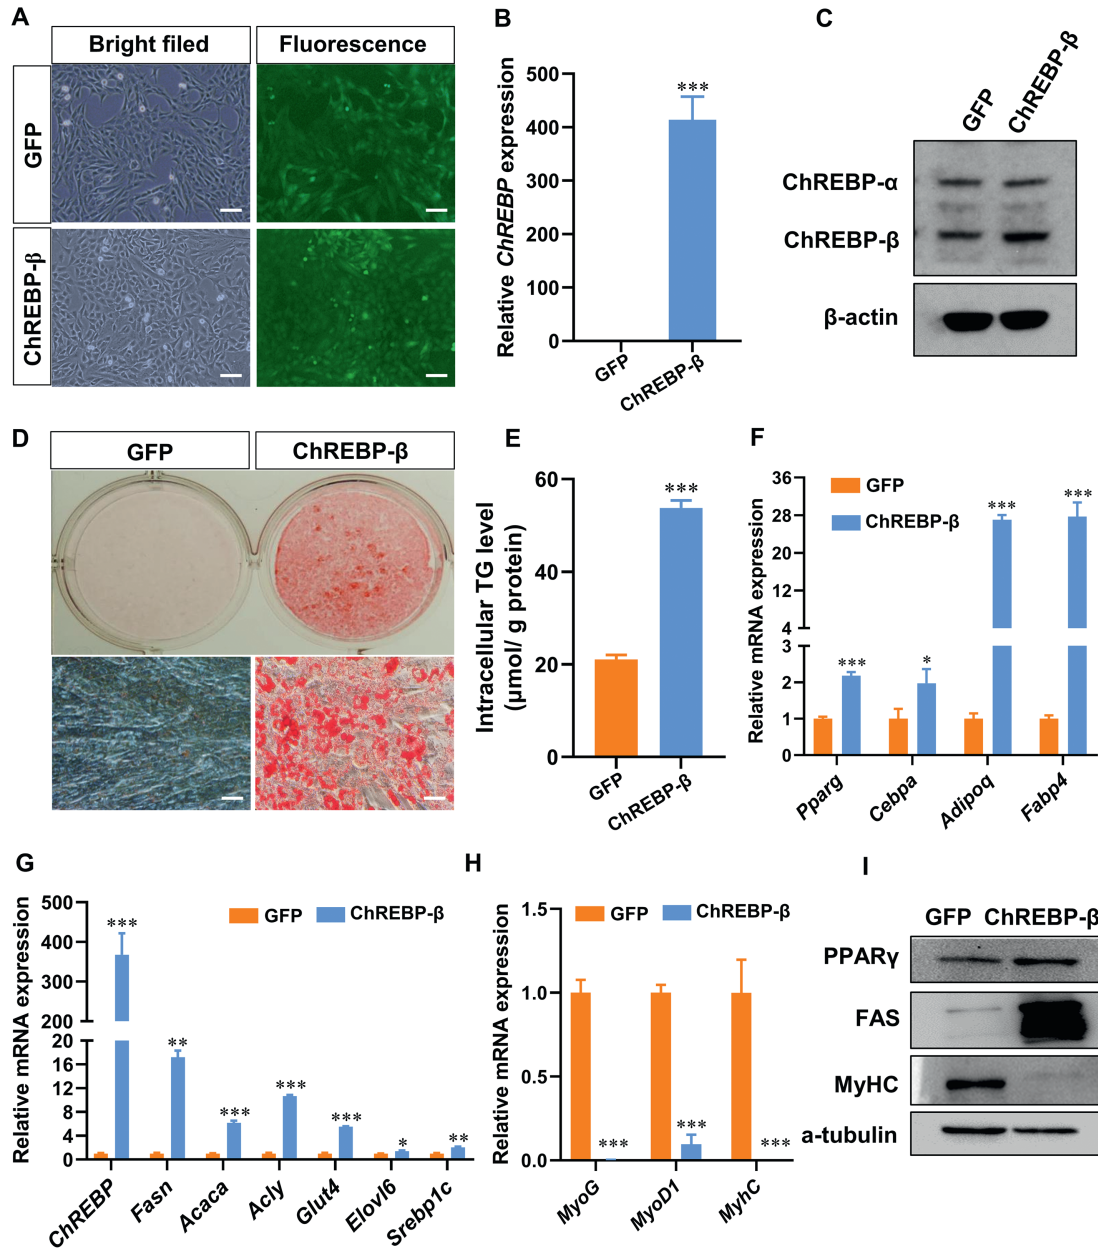 A
Bright filed
Fluorescence
GFP
ChREBP-β
B
Relative ChREBP expression
500
400
300
200
100
0
***
GFP
ChREBP-β
C
GFP
ChREBP-β
ChREBP-α
ChREBP-β
β-actin
D
GFP
ChREBP-β
E
Intracellular TG level
(μmol/ g protein)
60
40
20
0
***
GFP
ChREBP-β
F
Relative mRNA expression
36
28
20
12
4
3
2
1
0
GFP
ChREBP-β
***
*
***
***
Pparg
Cebpa
Adipoq
Fabp4
G
Relative mRNA expression
500
400
300
200
20
16
12
8
4
0
GFP
ChREBP-β
***
**
***
***
***
*
**
ChREBP
Fasn
Acaca
Acly
Glut4
Elovl6
Srebp1c
H
Relative mRNA expression
1.5
1.0
0.5
0.0
GFP
ChREBP-β
***
***
***
MyoG
MyoD1
MyhC
I
GFP ChREBP-β
PPARγ
FAS
MyHC
a-tubulin